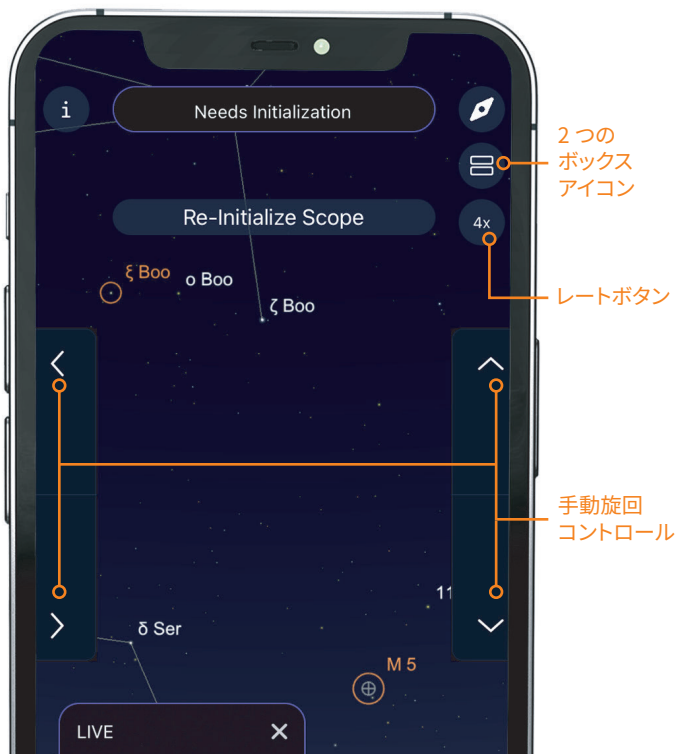 i
Needs Initialization
2 つの
ボックス
アイコン
Re-Initialize Scope
4x
ξ Boo
ο Boo
ζ Boo
レートボタン
手動旋回
コントロール
11
δ Ser
M 5
LIVE